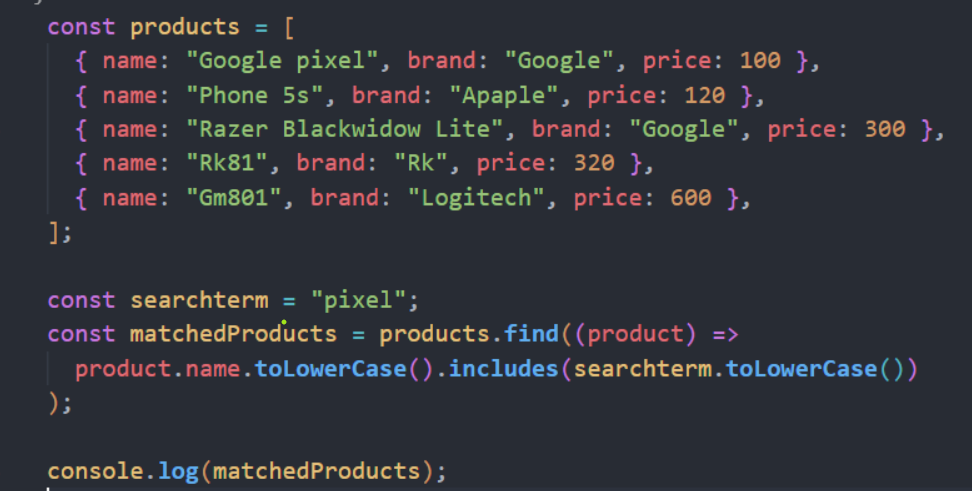 const products = [
{ name: "Google pixel", brand: "Google", price: 100 },
{ name: "Phone 5s", brand: "Apaple", price: 120 },
{ name: "Razer Blackwidow Lite", brand: "Google", price: 300 },
{ name: "Rk81", brand: "Rk", price: 320 },
{ name: "Gm801", brand: "Logitech", price: 600 },
];
const searchterm = "pixel";
const matchedProducts = products.find((product) =>
product.name.toLowerCase().includes(searchterm.toLowerCase())
);
console.log(matchedProducts);